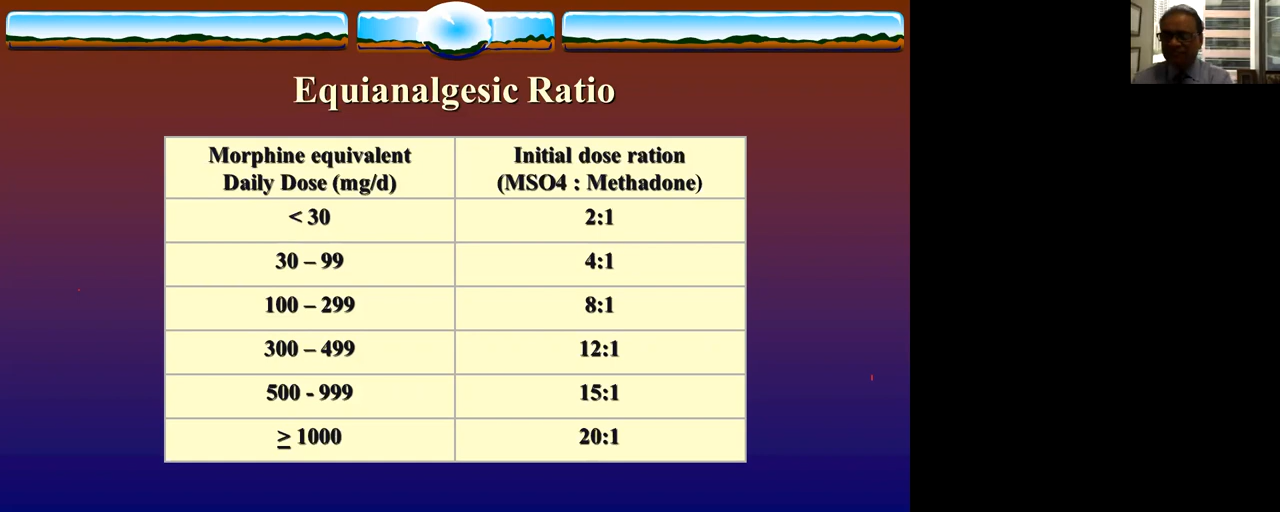 Equianalgesic Ratio
Morphine equivalent
Daily Dose (mg/d)
Initial dose ration
(MSO4 : Methadone)
< 30
2:1
30 – 99
4:1
100 – 299
8:1
300 – 499
12:1
500 - 999
15:1
≥ 1000
20:1